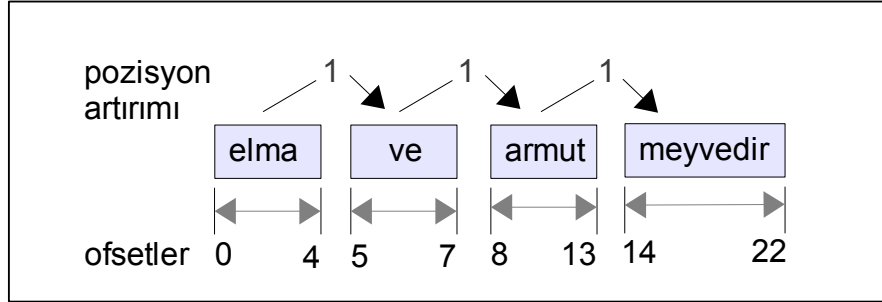 pozisyon 1 1 1
artırımı
elma ve armut meyvedir
ofsetler 0 4 5 7 8 13 14 22